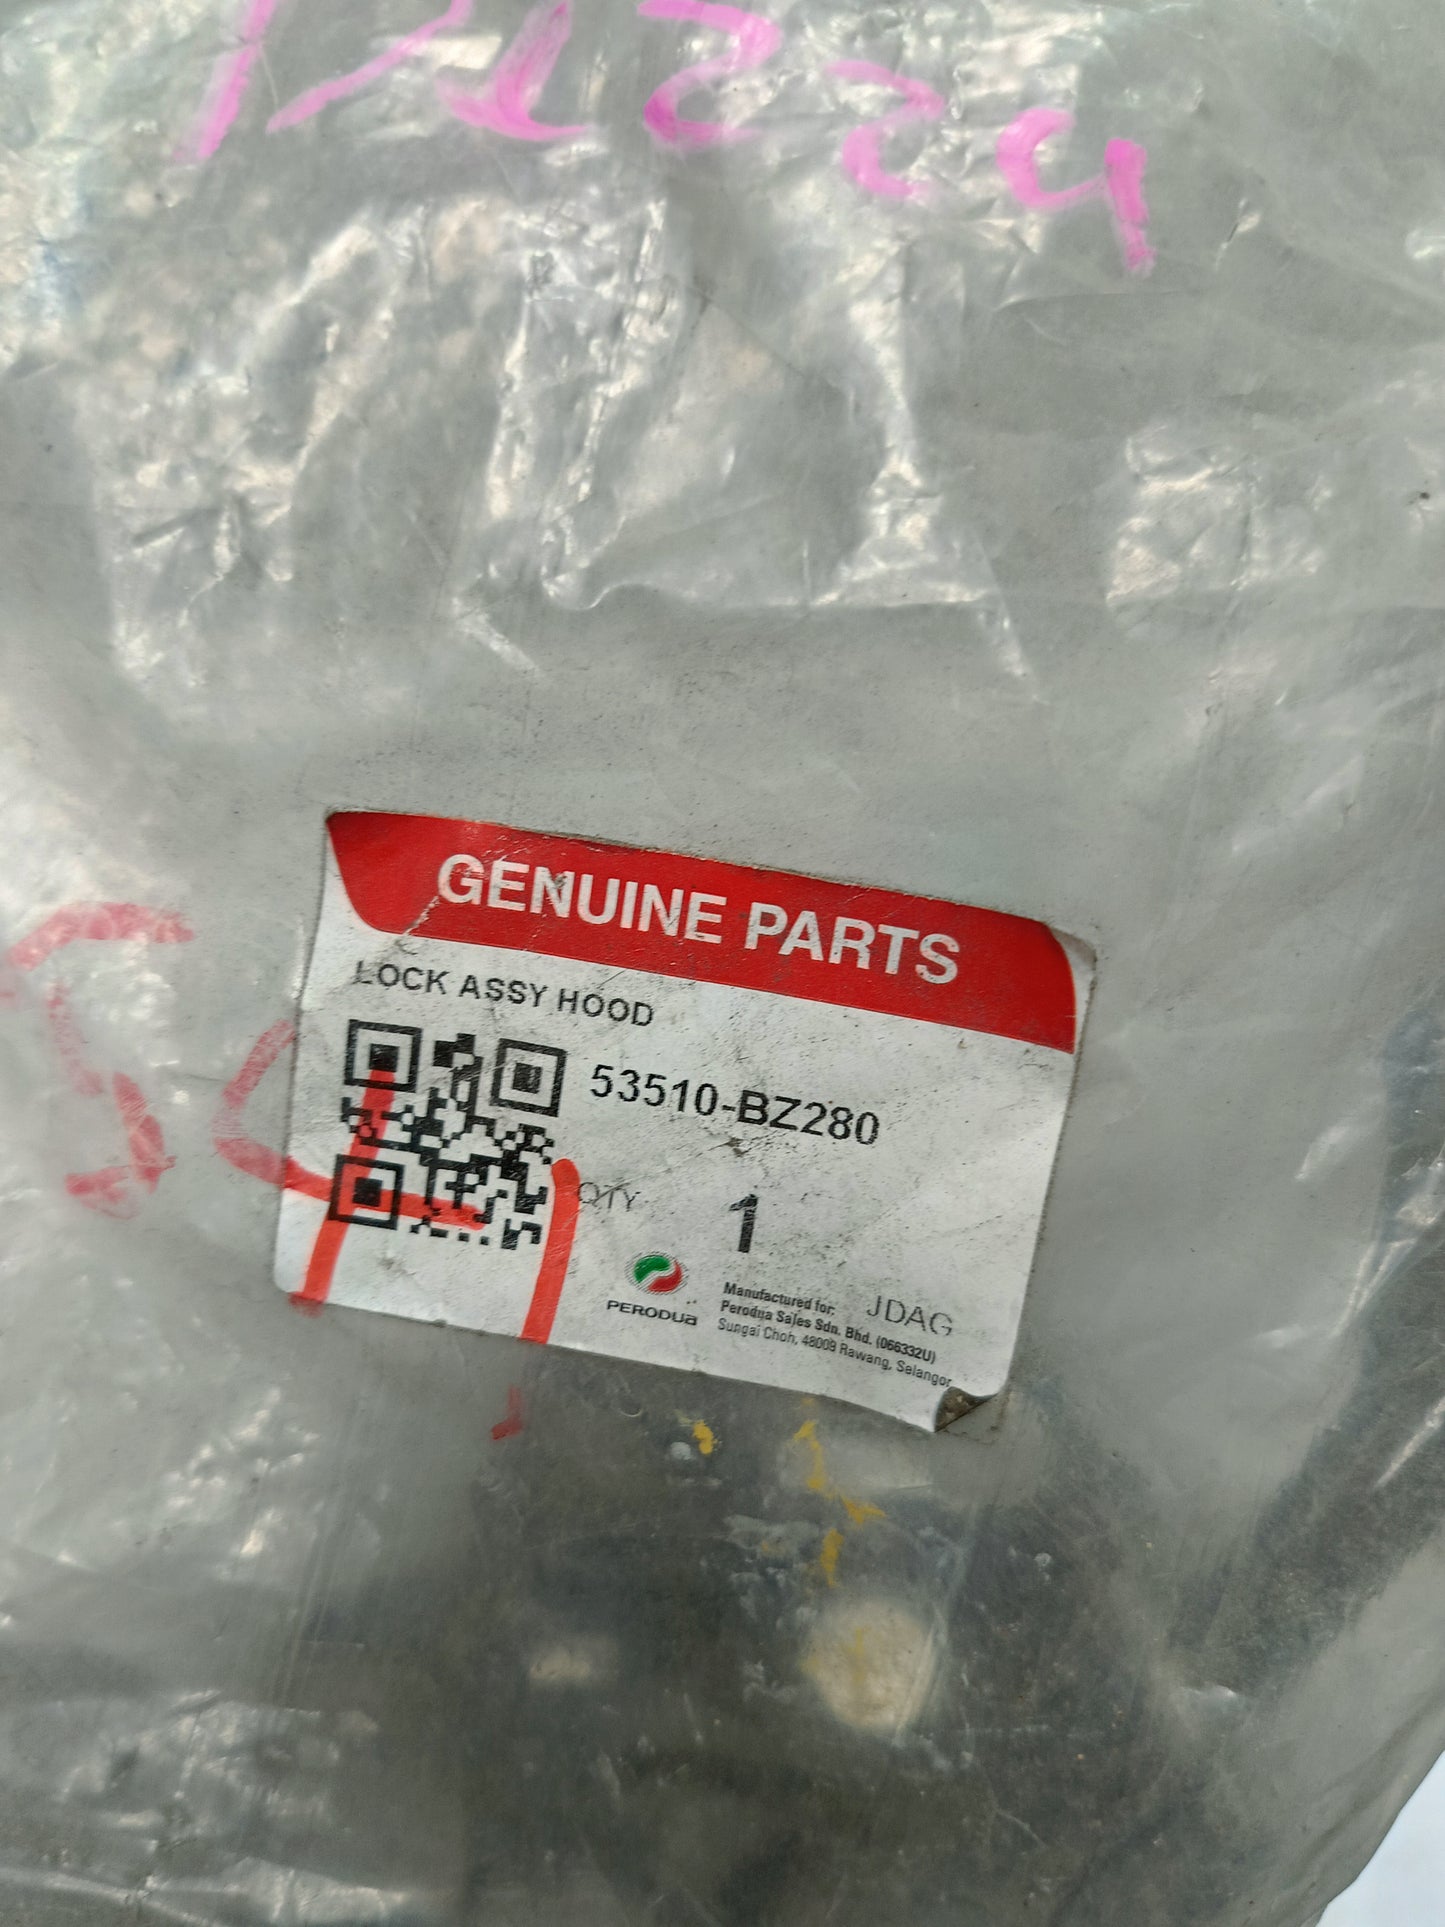 GENUINE PARTS
LOCK ASSY HOOD
53510-BZ280
QTY 1
PERODUA
Manufactured for: JDAG
Perodua Sales Sdn. Bhd. (066332U)
Sungai Choh, 48009 Rawang, Selangor